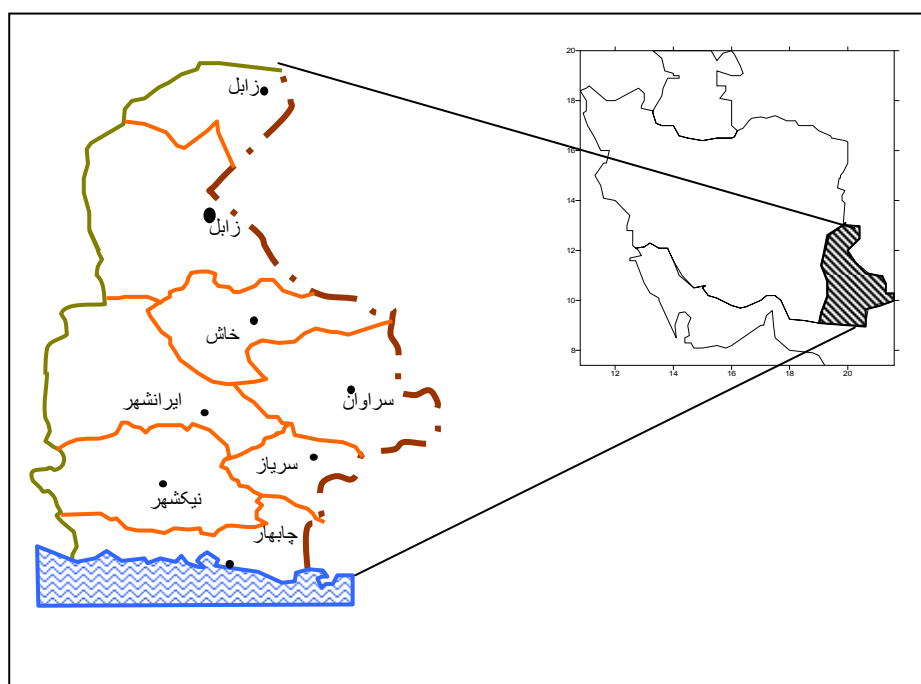 زابل
زابل
خاش
سراوان
ایرانشهر
سریاز
نیکشهر
چابهار
20
18
16
14
12
10
8
12 14 16 18 20